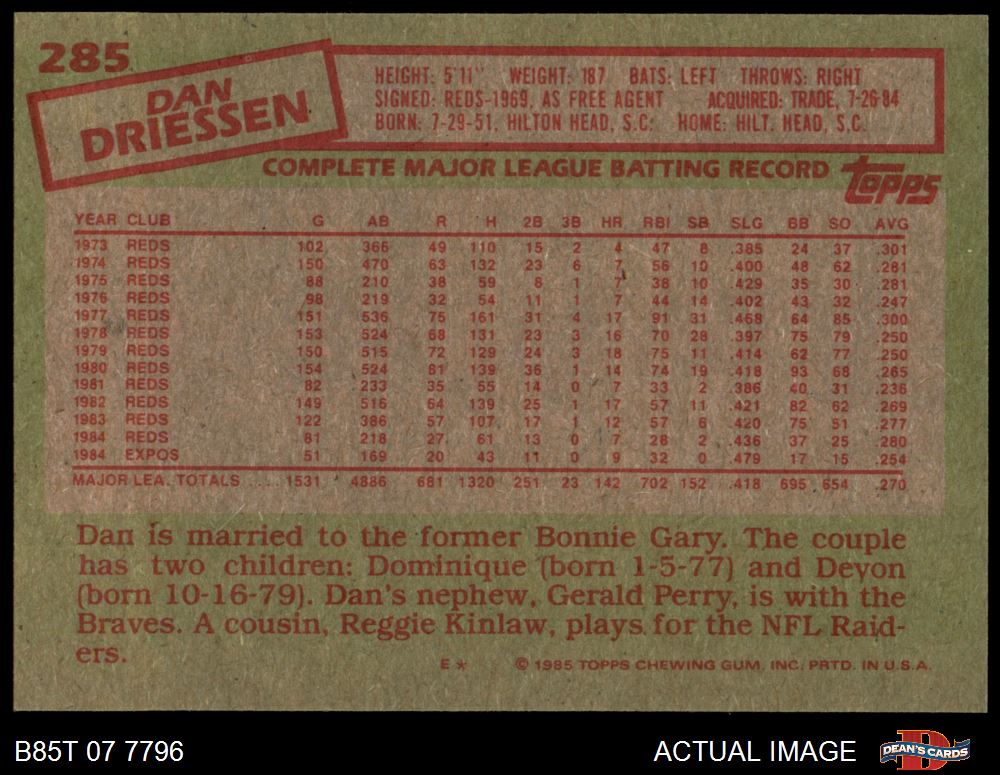 285
DAN
DRIESSEN
HEIGHT: 5'11" WEIGHT: 187 BATS: LEFT THROWS: RIGHT
SIGNED: REDS-1969, AS FREE AGENT ACQUIRED: TRADE, 7-26-84
BORN: 7-29-51, HILTON HEAD, S.C. HOME: HILT. HEAD, S.C.
COMPLETE MAJOR LEAGUE BATTING RECORD topps
YEAR CLUB G AB R H 2B 3B HR RBI SB SLG BB SO AVG
1973 REDS 102 366 49 110 15 2 4 47 8 .385 24 37 .301
1974 REDS 150 470 63 132 23 6 7 56 10 .400 48 62 .281
1975 REDS 88 210 38 59 8 1 7 38 10 .429 35 30 .281
1976 REDS 98 219 32 54 11 1 7 44 14 .402 43 32 .247
1977 REDS 151 536 75 161 31 4 17 91 31 .468 64 85 .300
1978 REDS 153 524 68 131 23 3 16 70 28 .397 75 79 .250
1979 REDS 150 515 72 129 24 3 18 75 11 .414 62 77 .250
1980 REDS 154 524 81 139 36 1 14 74 19 .418 93 68 .265
1981 REDS 82 233 35 55 14 0 7 33 2 .386 40 31 .236
1982 REDS 149 516 64 139 25 1 17 57 11 .421 82 62 .269
1983 REDS 122 386 57 107 17 1 12 57 6 .420 75 51 .277
1984 REDS 81 218 27 61 13 0 7 28 2 .436 37 25 .280
1984 EXPOS 51 169 20 43 11 0 9 32 0 .479 17 15 .254
MAJOR LEA. TOTALS .... 1531 4886 681 1320 251 23 142 702 152 .418 695 654 .270
Dan is married to the former Bonnie Gary. The couple
has two children: Dominique (born 1-5-77) and Devon
(born 10-16-79). Dan's nephew, Gerald Perry, is with the
Braves. A cousin, Reggie Kinlaw, plays for the NFL Raid-
ers.
E* © 1985 TOPPS CHEWING GUM, INC. PRTD. IN U.S.A.
B85T 07 7796 ACTUAL IMAGE DEAN'S CARDS